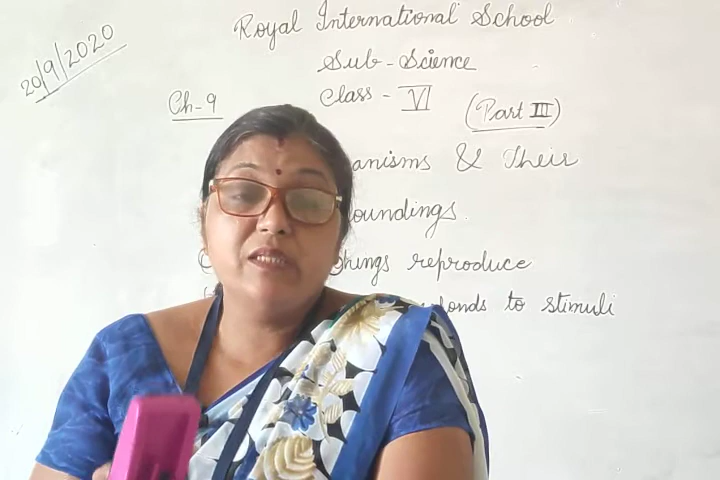 Royal International School
20/9/2020
Sub - Science
Class - VI
Ch-9
(Part III)
anisms & Their
oundings.
hings reproduce
onds to stimuli